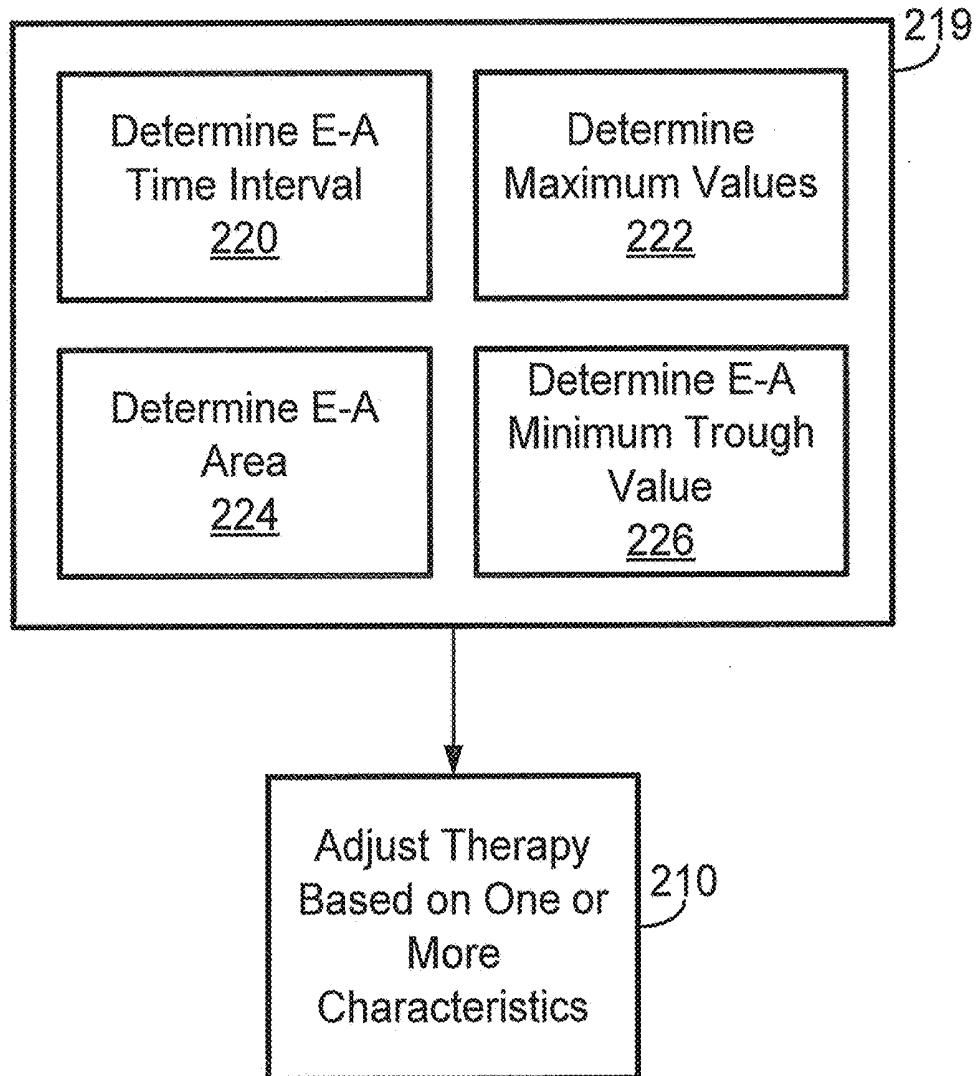 219
Determine E-A
Time Interval
220
Determine
Maximum Values
222
Determine E-A
Area
224
Determine E-A
Minimum Trough
Value
226
Adjust Therapy
Based on One or
More
Characteristics
210